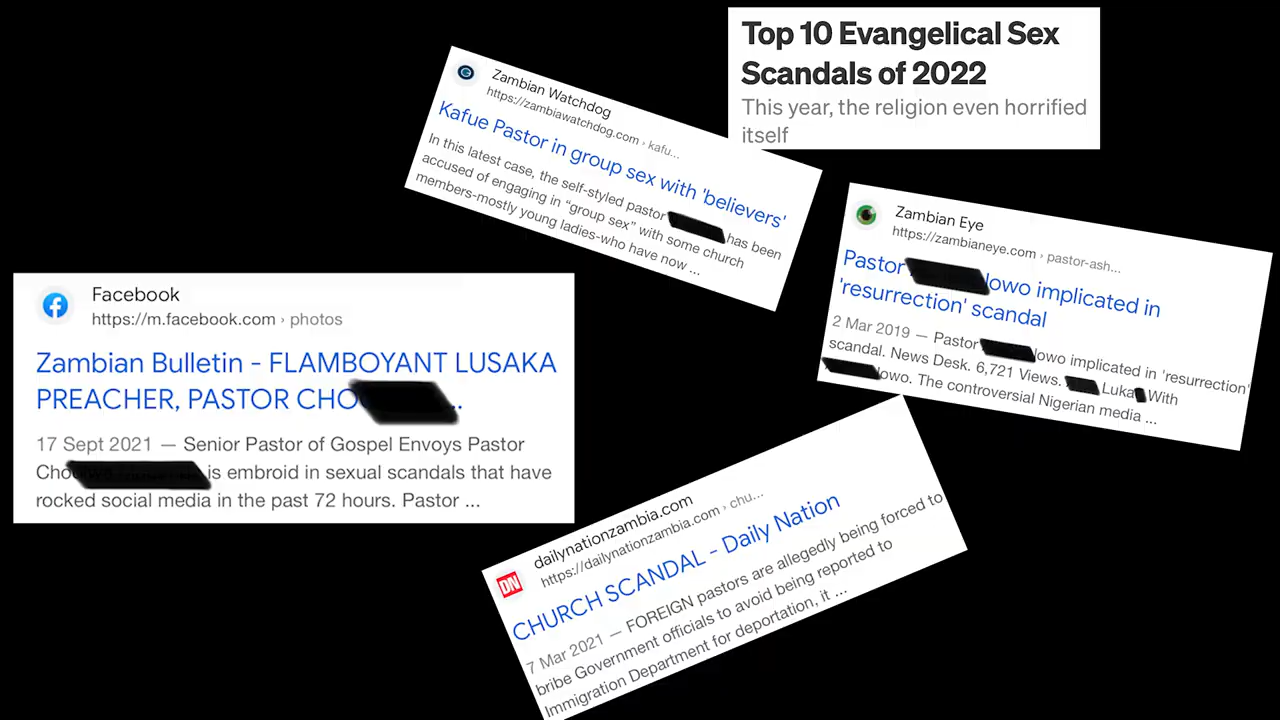 Top 10 Evangelical Sex
Scandals of 2022
This year, the religion even horrified
itself
Zambian Watchdog
https://zambiawatchdog.com › kafu...
Kafue Pastor in group sex with 'believers'
In this latest case, the self-styled pastor has been
accused of engaging in “group sex” with some church
members-mostly young ladies-who have now ...
Zambian Eye
https://zambianeye.com › pastor-ash...
Pastor lowo implicated in
'resurrection' scandal
2 Mar 2019 — Pastor lowo implicated in 'resurrection'
scandal. News Desk. 6,721 Views. Luka With
lowo. The controversial Nigerian media ...
Facebook
https://m.facebook.com › photos
Zambian Bulletin - FLAMBOYANT LUSAKA
PREACHER, PASTOR CHO ...
17 Sept 2021 — Senior Pastor of Gospel Envoys Pastor
is embroid in sexual scandals that have
rocked social media in the past 72 hours. Pastor ...
dailynationzambia.com
https://dailynationzambia.com › chu...
CHURCH SCANDAL - Daily Nation
7 Mar 2021 — FOREIGN pastors are allegedly being forced to
bribe Government officials to avoid being reported to
Immigration Department for deportation, it ...
DN